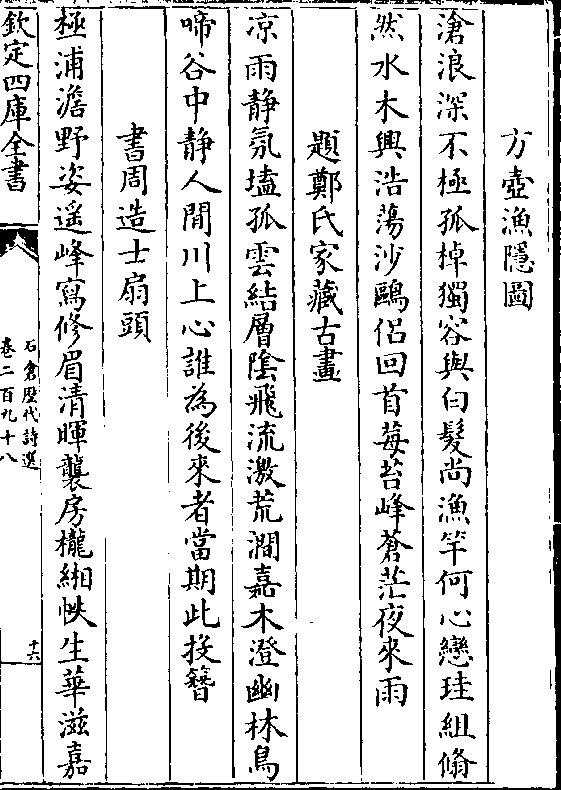 方壺漁隱圖
滄浪深不極孤棹獨容與白髮尚漁竿何心戀珪組翛
然水木興浩蕩沙鷗侶回首莓苔峰蒼茫夜來雨
題鄭氏家藏古畫
凉雨静氛壒孤雲結層陰飛流激荒澗嘉木澄幽林鳥
啼谷中静人閒川上心誰為後來者當期此投簪
書周造士扇頭
極浦澹野姿遥峰寫修眉清暉襲房櫳緗帙生華滋嘉
欽定四庫全書
石倉歷代詩選
卷二百九十八
十六